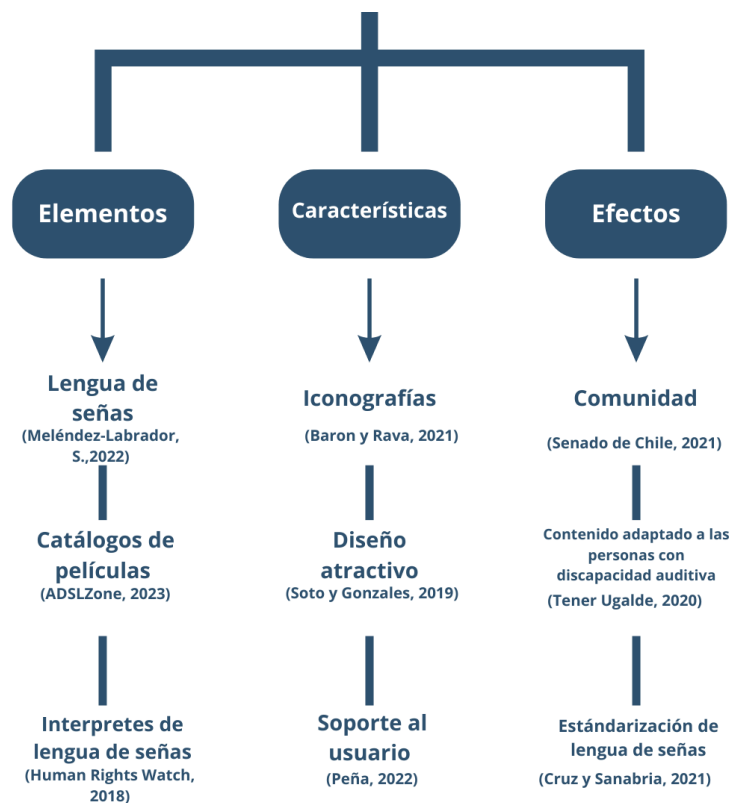 Elementos
Lengua de
señas
(Meléndez-Labrador,
S.,2022)
Catálogos de
películas
(ADSLZone, 2023)
Interpretes de
lengua de señas
(Human Rights Watch,
2018)
Características
Iconografías
(Baron y Rava, 2021)
Diseño
atractivo
(Soto y Gonzales, 2019)
Soporte al
usuario
(Peña, 2022)
Efectos
Comunidad
(Senado de Chile, 2021)
Contenido adaptado a las
personas con
discapacidad auditiva
(Tener Ugalde, 2020)
Estándarización de
lengua de señas
(Cruz y Sanabria, 2021)